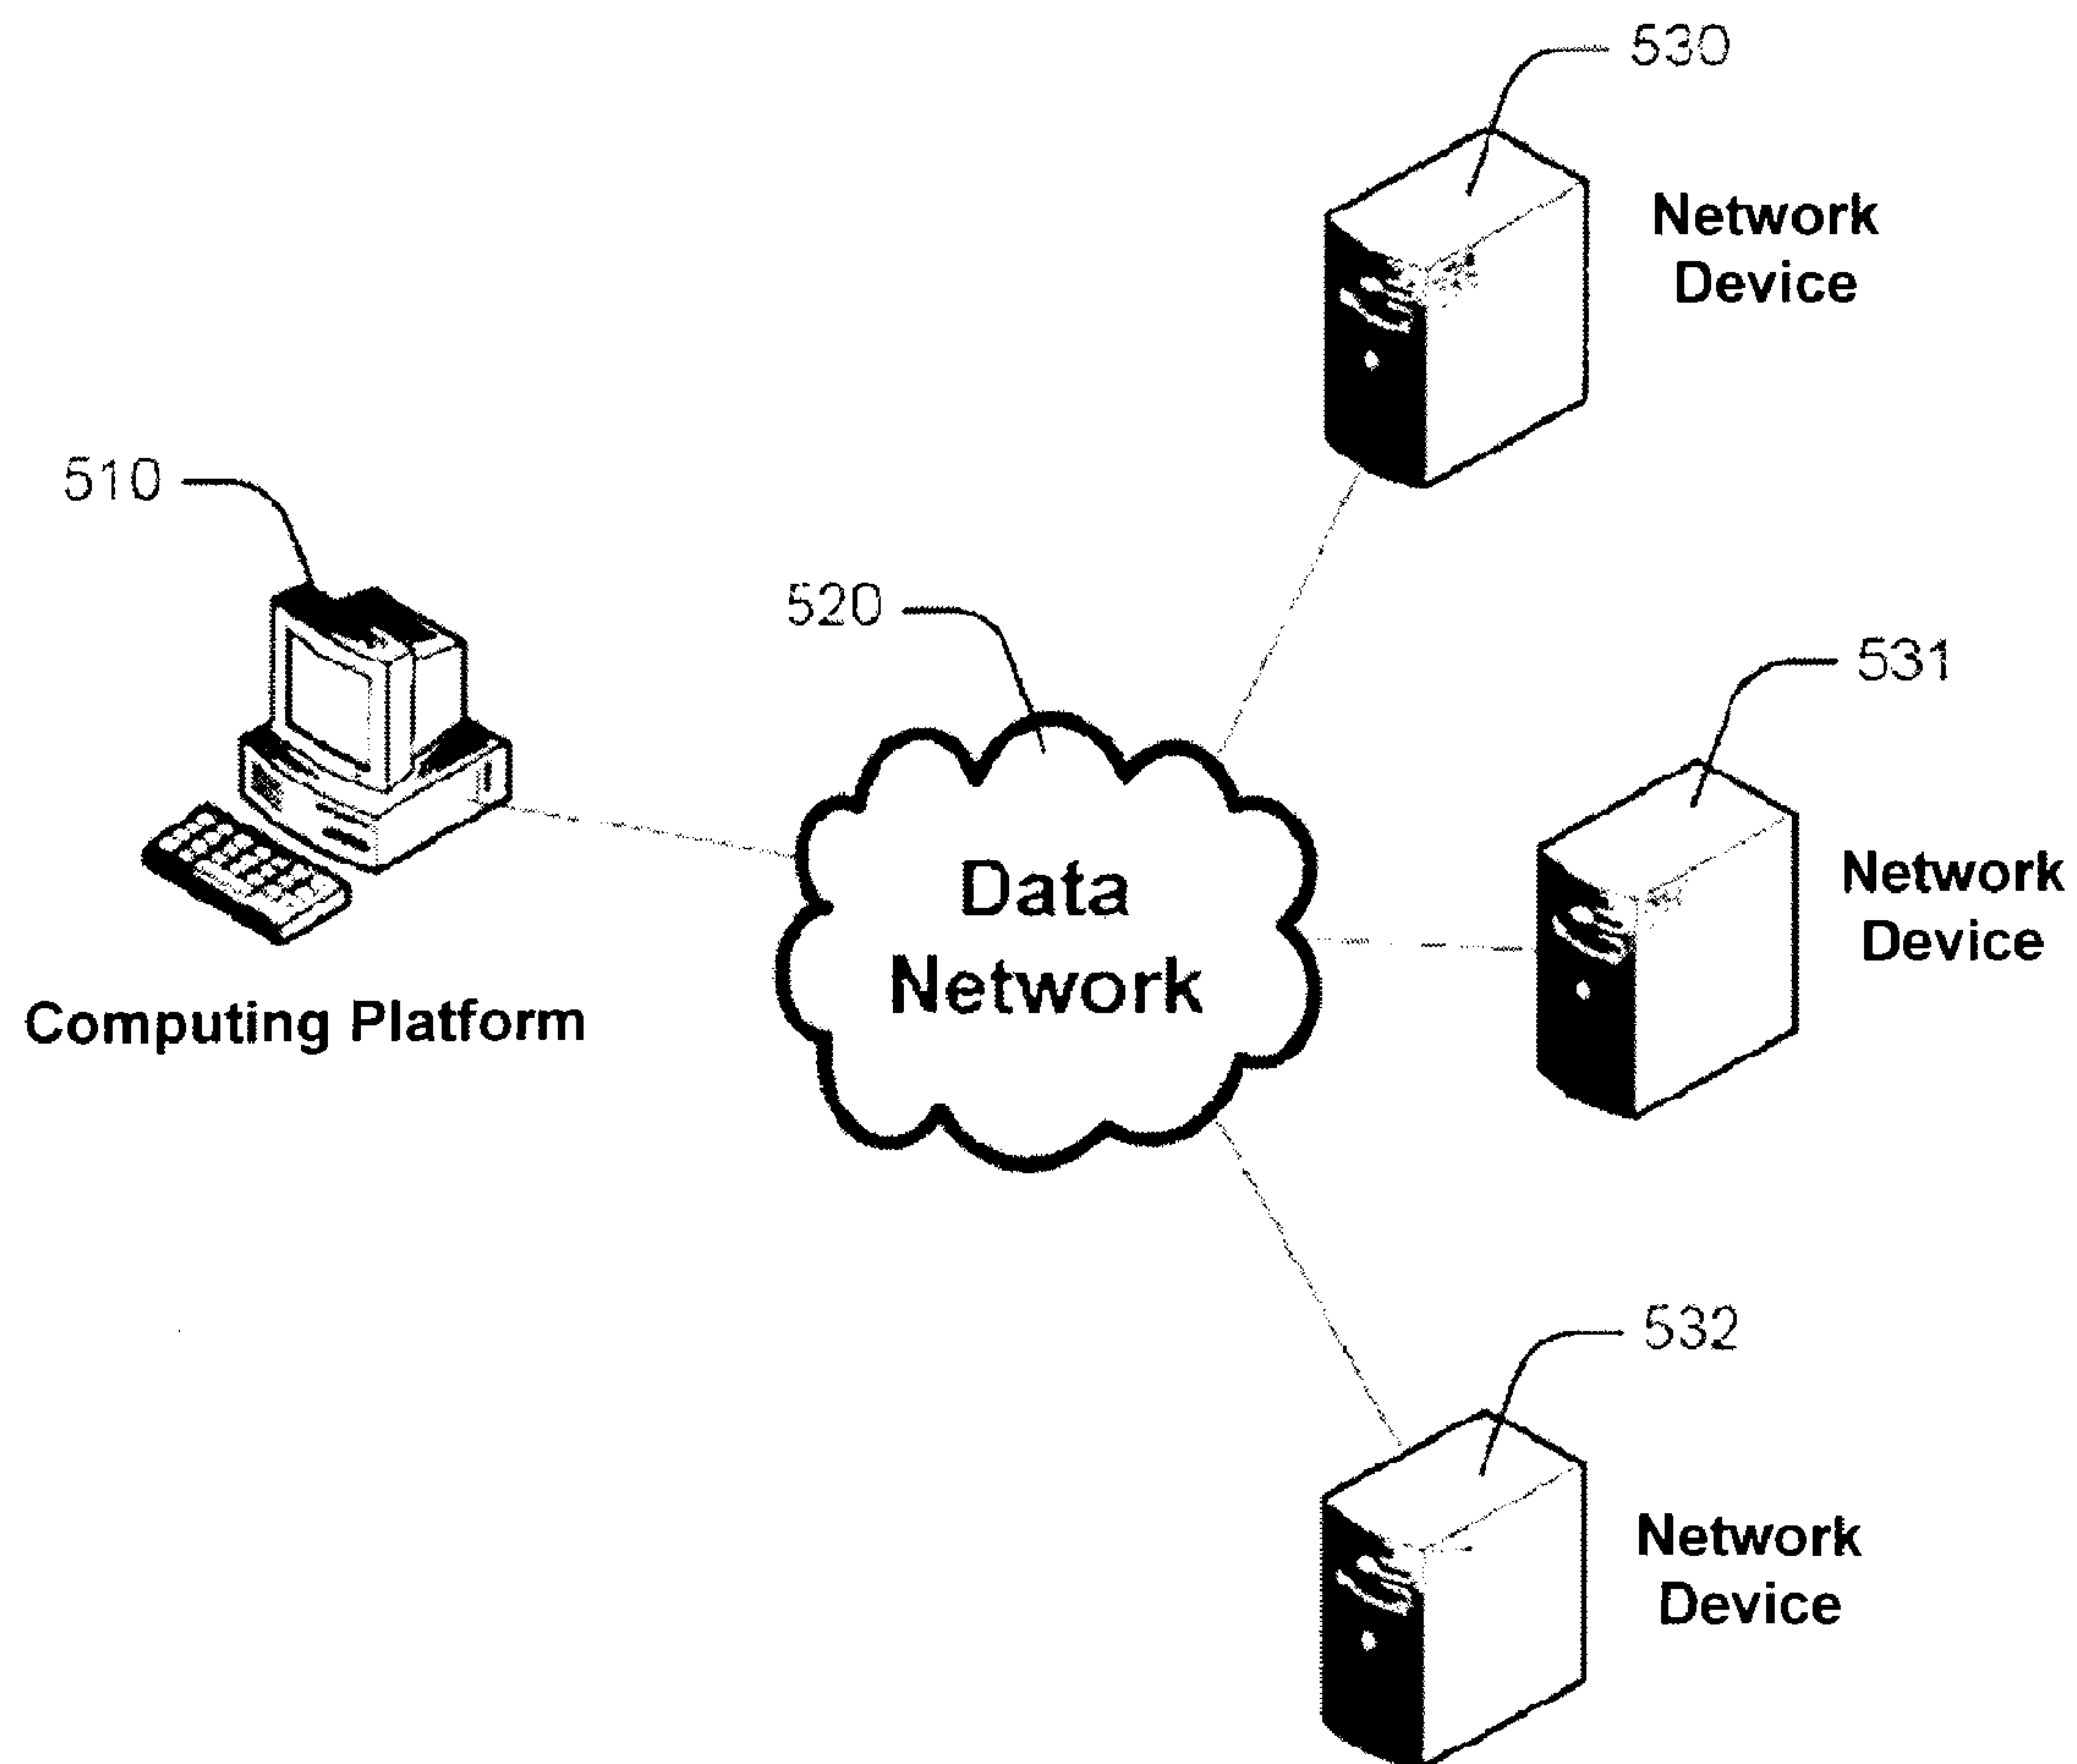 530
Network
Device
510
520
531
Data
Network
Network
Device
Computing Platform
532
Network
Device